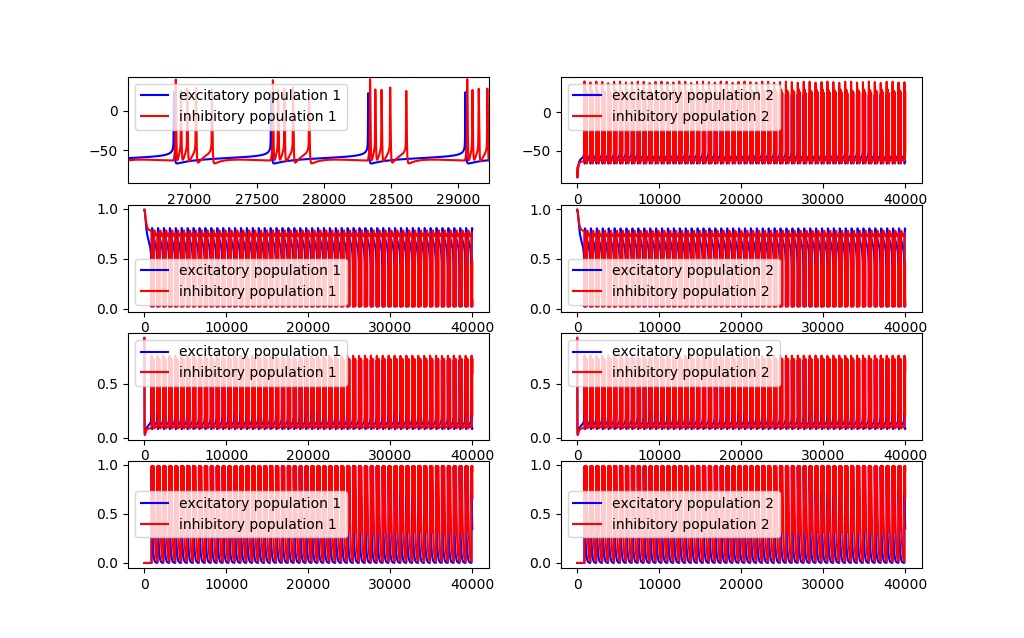 excitatory population 1
inhibitory population 1
0
−50
27000 27500 28000 28500 29000
excitatory population 2
inhibitory population 2
0
−50
0 10000 20000 30000 40000
1.0
0.5
0.0
excitatory population 1
inhibitory population 1
0 10000 20000 30000 40000
1.0
0.5
0.0
excitatory population 2
inhibitory population 2
0 10000 20000 30000 40000
excitatory population 1
inhibitory population 1
0.5
0.0
0 10000 20000 30000 40000
excitatory population 2
inhibitory population 2
0.5
0.0
0 10000 20000 30000 40000
1.0
0.5
0.0
excitatory population 1
inhibitory population 1
0 10000 20000 30000 40000
1.0
0.5
0.0
excitatory population 2
inhibitory population 2
0 10000 20000 30000 40000